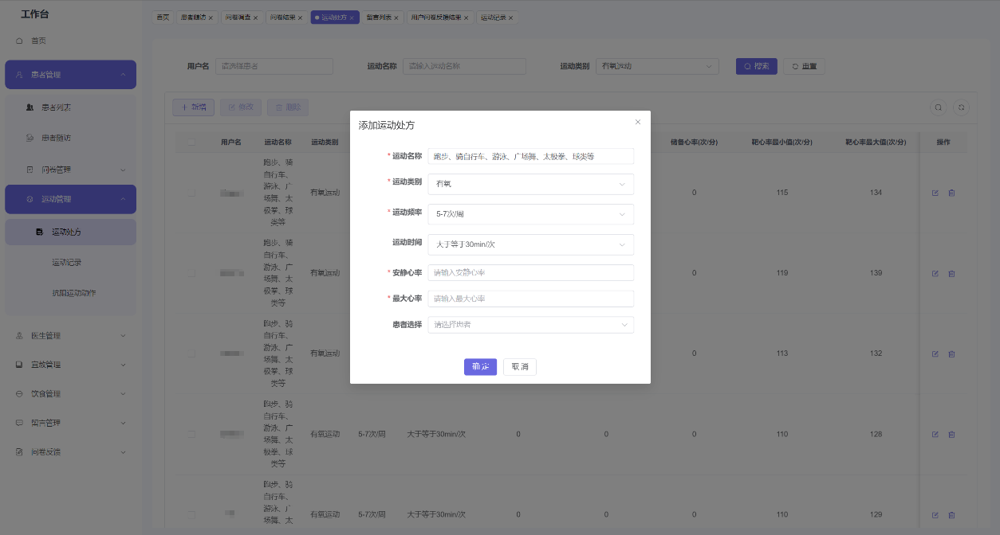 工作台
首页
患者随访
问卷调查
问卷结果
运动处方
留言列表
用户问卷反馈结果
运动记录
首页
患者管理
患者列表
患者随访
问卷管理
运动管理
运动处方
运动记录
抗阻运动动作
医生管理
宣教管理
饮食管理
留言管理
问卷反馈
用户名 请选择患者 运动名称 请输入运动名称 运动类别 有氧运动 搜索 重置
新增 修改 删除
用户名 运动名称 运动类别 储备心率(次/分) 靶心率最小值(次/分) 靶心率最大值(次/分) 操作
跑步、骑
自行车、
游泳、广
场舞、太
极拳、球
类等
有氧运动 0 115 134
跑步、骑
自行车、
游泳、广
场舞、太
极拳、球
类等
有氧运动 0 119 139
跑步、骑
自行车、
游泳、广
场舞、太
极拳、球
类等
有氧运动 0 113 132
跑步、骑
自行车、
游泳、广
场舞、太
极拳、球
类等
有氧运动 5-7次/周 大于等于30min/次 0 0 0 110 128
跑步、骑
自行车、
游泳、广
场舞、太
有氧运动 5-7次/周 大于等于30min/次 0 0 0 110 129
添加运动处方
* 运动名称 跑步、骑自行车、游泳、广场舞、太极拳、球类等
* 运动类别 有氧
* 运动频率 5-7次/周
运动时间 大于等于30min/次
* 安静心率 请输入安静心率
* 最大心率 请输入最大心率
患者选择 请选择患者
确 定 取 消